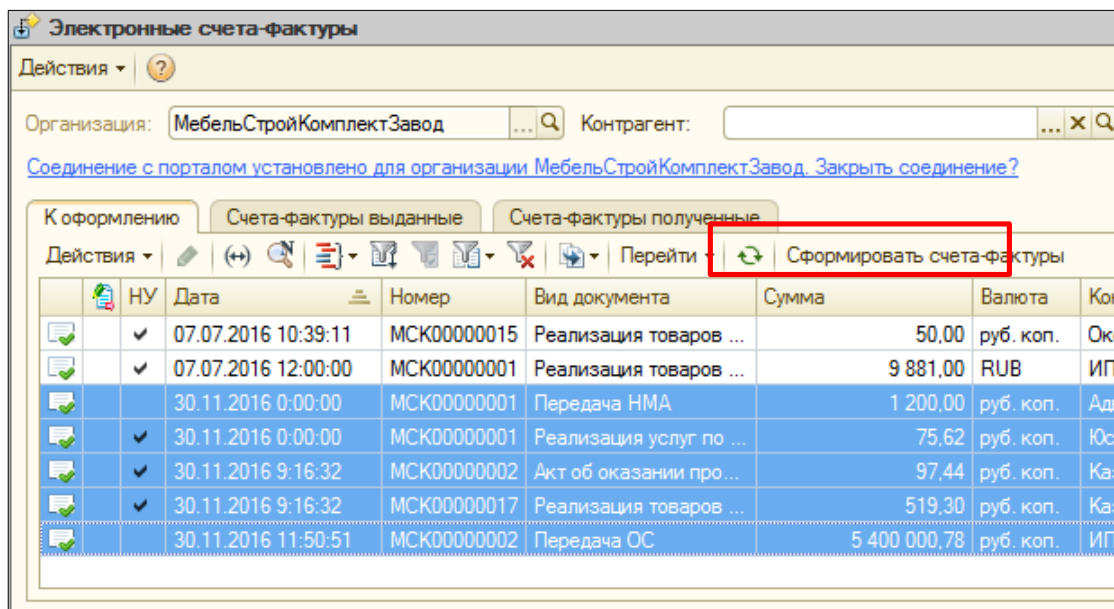 Электронные счета-фактуры
Действия
Организация: МебельСтройКомплектЗавод ... Контрагент: ...
Соединение с порталом установлено для организации МебельСтройКомплектЗавод. Закрыть соединение?
К оформлению Счета-фактуры выданные Счета-фактуры полученные
Действия Перейти Сформировать счета-фактуры
НУ Дата Номер Вид документа Сумма Валюта Ко
07.07.2016 10:39:11 МСК00000015 Реализация товаров ... 50,00 руб. коп. Ок
07.07.2016 12:00:00 МСК00000001 Реализация товаров ... 9 881,00 RUB ИП
30.11.2016 0:00:00 МСК00000001 Передача НМА 1 200,00 руб. коп. Ад
30.11.2016 0:00:00 МСК00000001 Реализация услуг по ... 75,62 руб. коп. Юс
30.11.2016 9:16:32 МСК00000002 Акт об оказании про... 97,44 руб. коп. Ка
30.11.2016 9:16:32 МСК00000017 Реализация товаров ... 519,30 руб. коп. Ка
30.11.2016 11:50:51 МСК00000002 Передача ОС 5 400 000,78 руб. коп. ИП